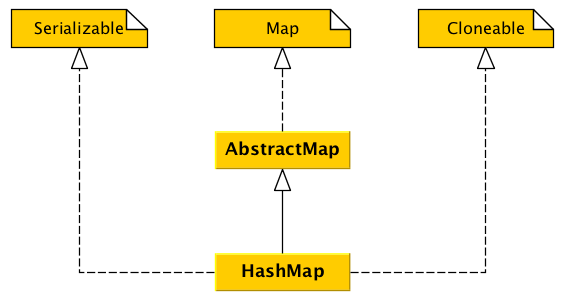 Serializable
Map
Cloneable
AbstractMap
HashMap